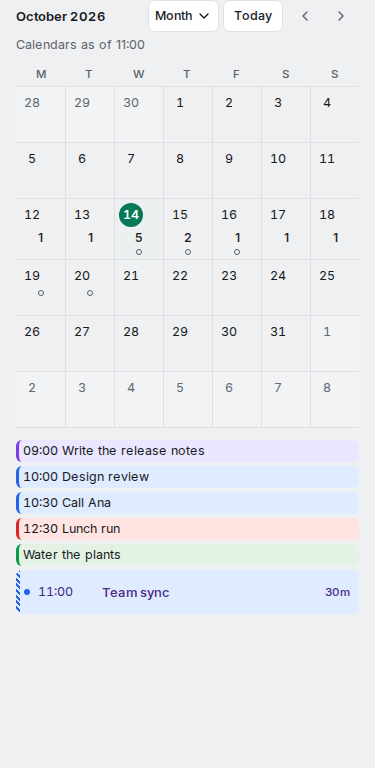 October 2026 Month Today
Calendars as of 11:00
M T W T F S S
28 29 30 1 2 3 4
5 6 7 8 9 10 11
12 13 14 15 16 17 18
1 1 5 2 1 1 1
19 20 21 22 23 24 25
26 27 28 29 30 31 1
2 3 4 5 6 7 8
09:00 Write the release notes
10:00 Design review
10:30 Call Ana
12:30 Lunch run
Water the plants
11:00 Team sync 30m